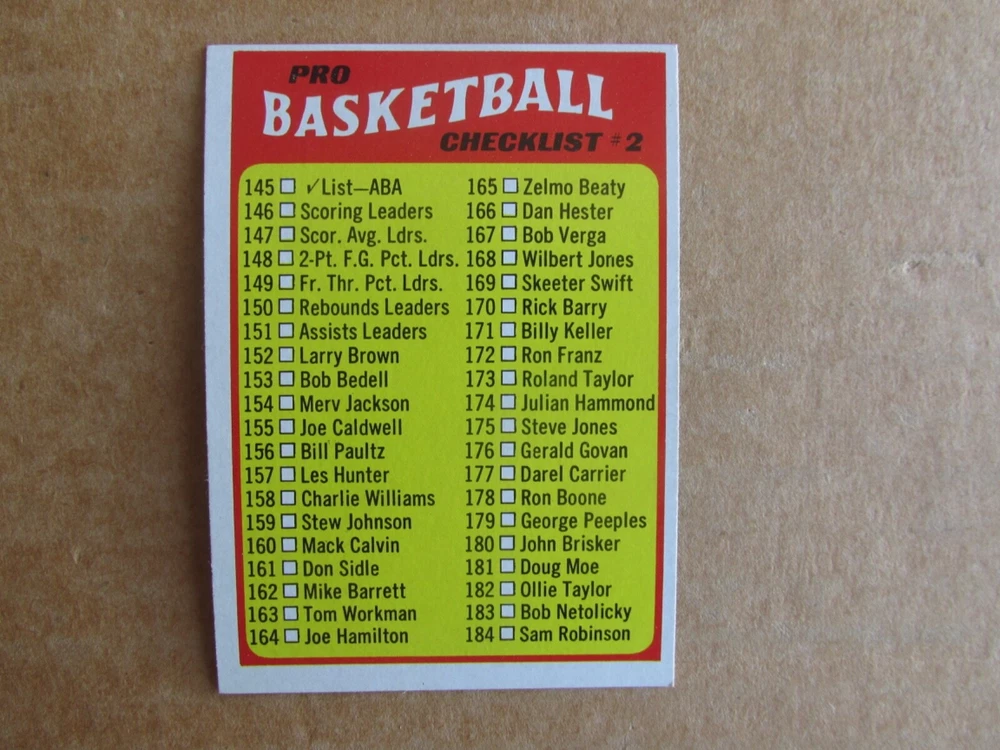 PRO
BASKETBALL
CHECKLIST #2
145 ✓List—ABA
146 Scoring Leaders
147 Scor. Avg. Ldrs.
148 2-Pt. F.G. Pct. Ldrs.
149 Fr. Thr. Pct. Ldrs.
150 Rebounds Leaders
151 Assists Leaders
152 Larry Brown
153 Bob Bedell
154 Merv Jackson
155 Joe Caldwell
156 Bill Paultz
157 Les Hunter
158 Charlie Williams
159 Stew Johnson
160 Mack Calvin
161 Don Sidle
162 Mike Barrett
163 Tom Workman
164 Joe Hamilton
165 Zelmo Beaty
166 Dan Hester
167 Bob Verga
168 Wilbert Jones
169 Skeeter Swift
170 Rick Barry
171 Billy Keller
172 Ron Franz
173 Roland Taylor
174 Julian Hammond
175 Steve Jones
176 Gerald Govan
177 Darel Carrier
178 Ron Boone
179 George Peeples
180 John Brisker
181 Doug Moe
182 Ollie Taylor
183 Bob Netolicky
184 Sam Robinson